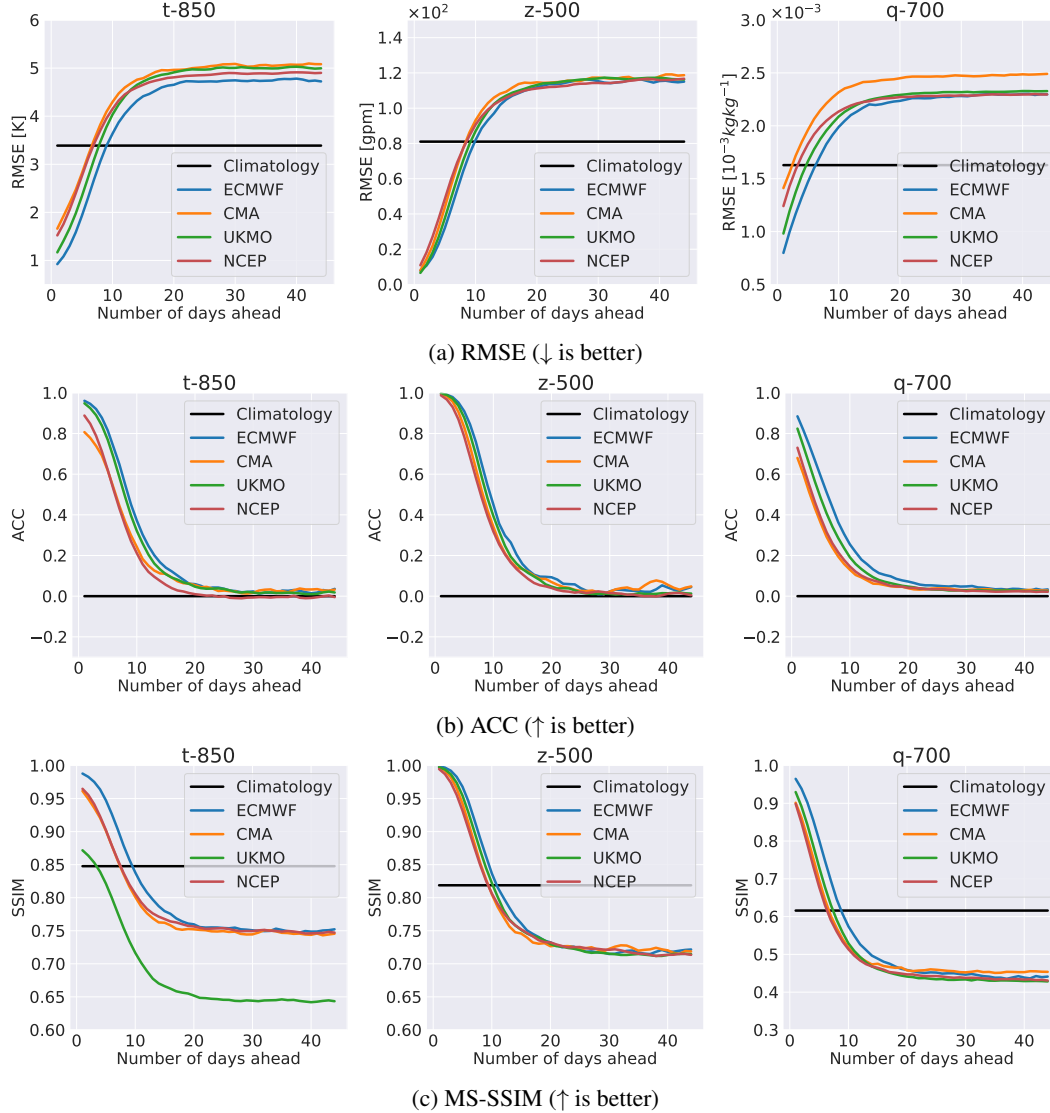 t-850
z-500
q-700
×10²
×10⁻³
RMSE [K]
6
5
4
3
2
1
Climatology
ECMWF
CMA
UKMO
NCEP
0
10
20
30
40
Number of days ahead
RMSE [gpm]
1.4
1.2
1.0
0.8
0.6
0.4
0.2
0.0
Climatology
ECMWF
CMA
UKMO
NCEP
0
10
20
30
40
Number of days ahead
RMSE [10⁻³kgkg⁻¹]
3.0
2.5
2.0
1.5
1.0
0.5
Climatology
ECMWF
CMA
UKMO
NCEP
0
10
20
30
40
Number of days ahead
(a) RMSE (↓ is better)
t-850
z-500
q-700
ACC
1.0
0.8
0.6
0.4
0.2
0.0
−0.2
Climatology
ECMWF
CMA
UKMO
NCEP
0
10
20
30
40
Number of days ahead
ACC
1.0
0.8
0.6
0.4
0.2
0.0
−0.2
Climatology
ECMWF
CMA
UKMO
NCEP
0
10
20
30
40
Number of days ahead
ACC
1.0
0.8
0.6
0.4
0.2
0.0
−0.2
Climatology
ECMWF
CMA
UKMO
NCEP
0
10
20
30
40
Number of days ahead
(b) ACC (↑ is better)
t-850
z-500
q-700
SSIM
1.00
0.95
0.90
0.85
0.80
0.75
0.70
0.65
0.60
Climatology
ECMWF
CMA
UKMO
NCEP
0
10
20
30
40
Number of days ahead
SSIM
1.00
0.95
0.90
0.85
0.80
0.75
0.70
0.65
0.60
Climatology
ECMWF
CMA
UKMO
NCEP
0
10
20
30
40
Number of days ahead
SSIM
1.0
0.9
0.8
0.7
0.6
0.5
0.4
0.3
Climatology
ECMWF
CMA
UKMO
NCEP
0
10
20
30
40
Number of days ahead
(c) MS-SSIM (↑ is better)